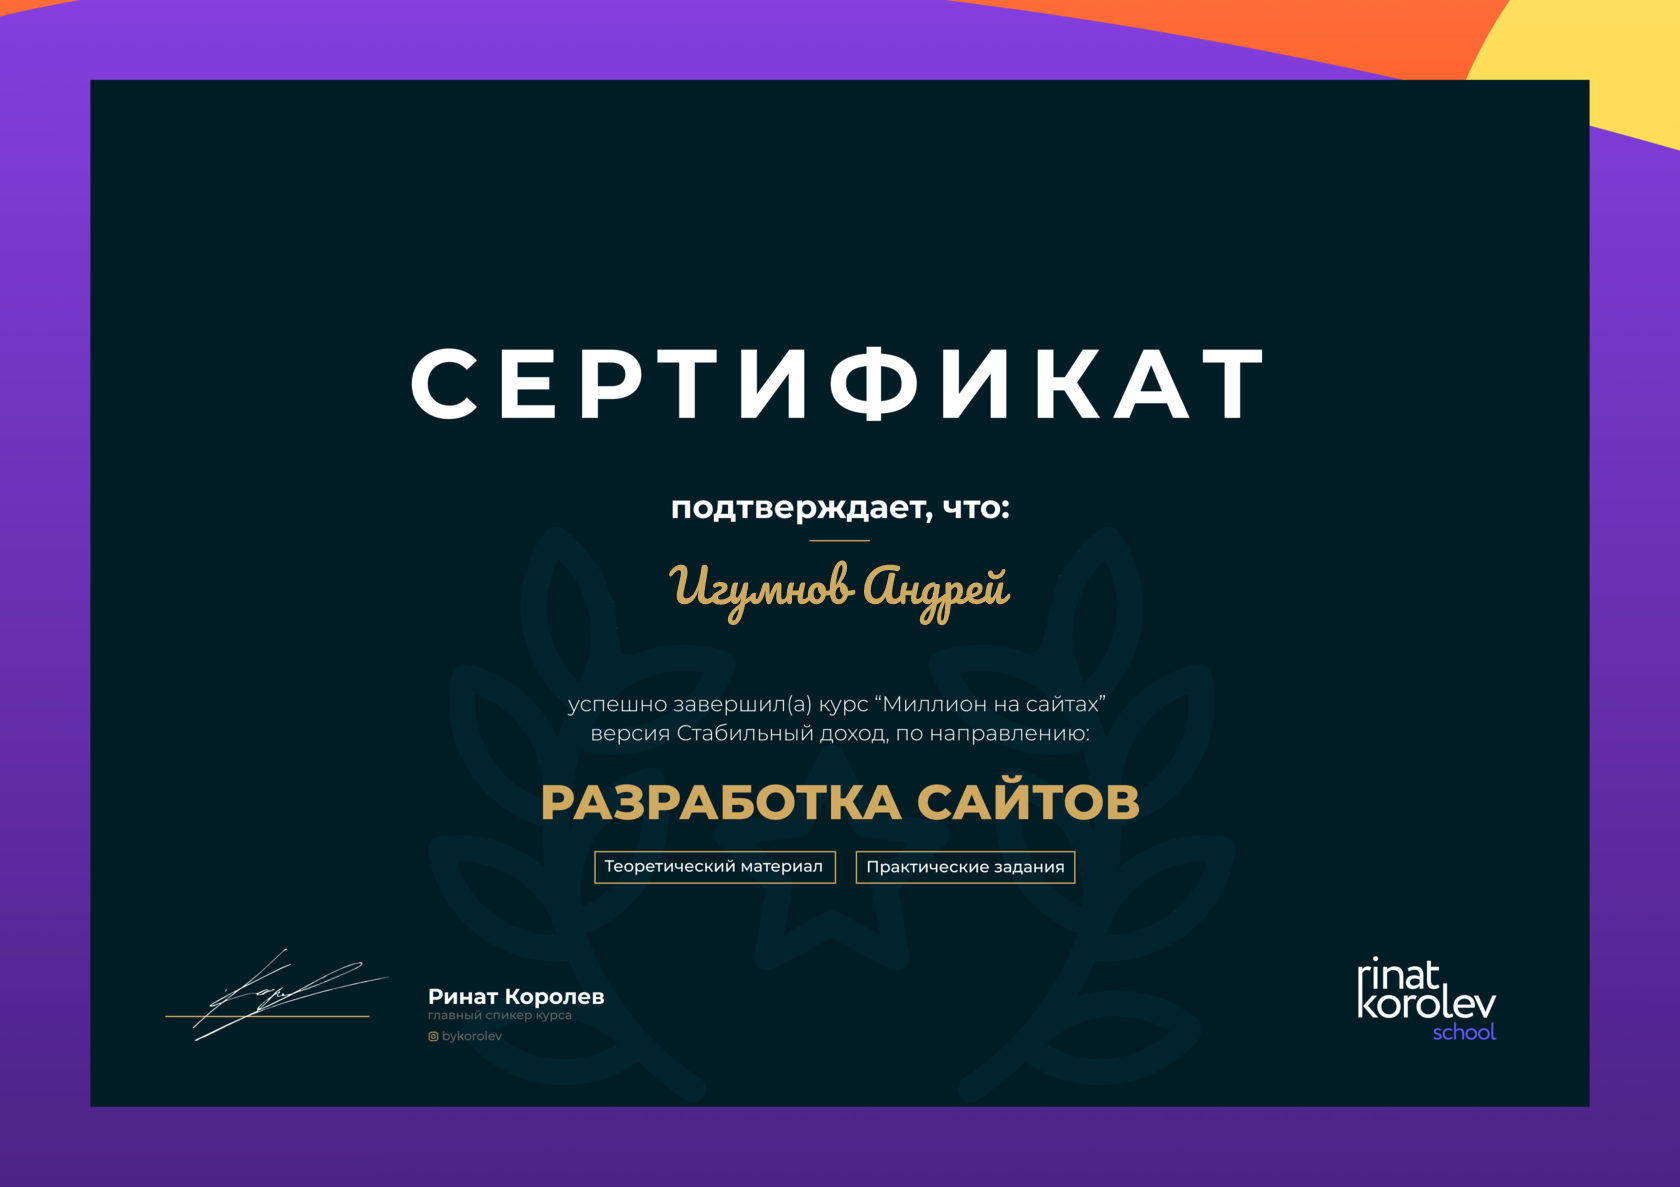 СЕРТИФИКАТ
подтверждает, что:
Игумнов Андрей
успешно завершил(а) курс “Миллион на сайтах”
версия Стабильный доход, по направлению:
РАЗРАБОТКА САЙТОВ
Теоретический материал
Практические задания
Ринат Королев
главный спикер курса
bykorolev
rinat
korolev
school